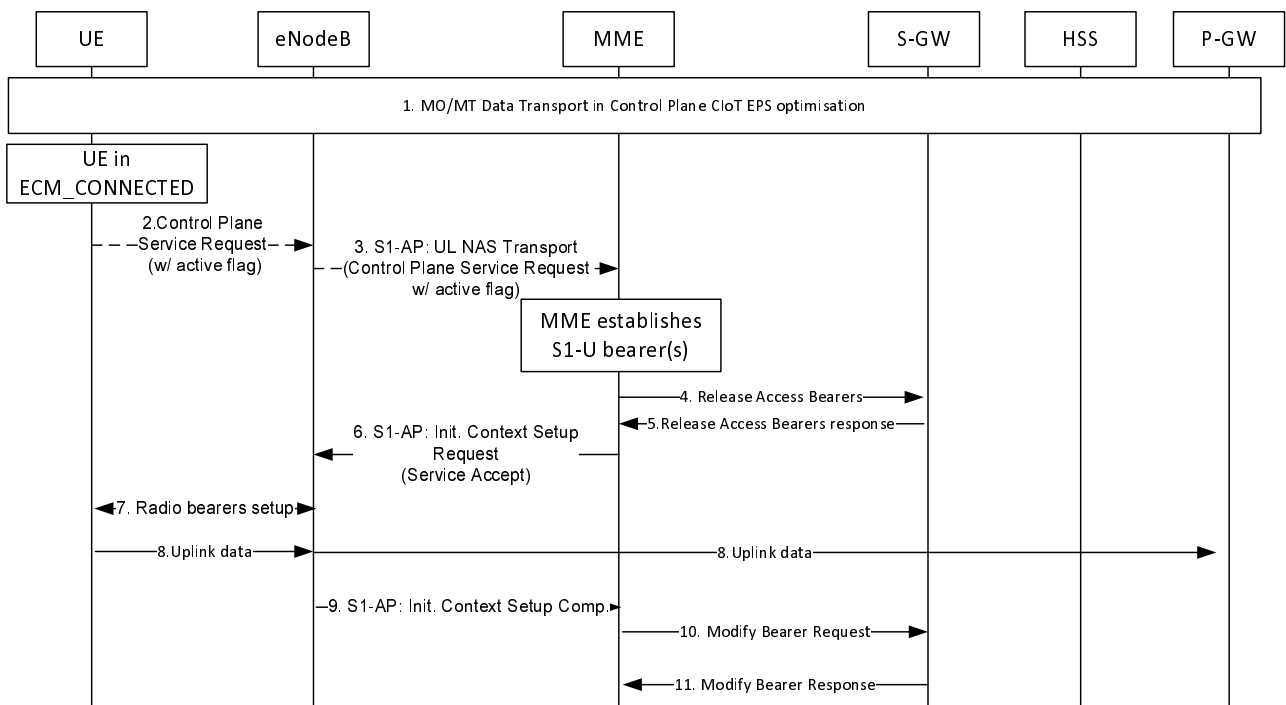 UE
eNodeB
MME
S-GW
HSS
P-GW
1. MO/MT Data Transport in Control Plane CIoT EPS optimisation
UE in
ECM_CONNECTED
2.Control Plane
Service Request
(w/ active flag)
3. S1-AP: UL NAS Transport
(Control Plane Service Request
w/ active flag)
MME establishes
S1-U bearer(s)
4. Release Access Bearers
5.Release Access Bearers response
6. S1-AP: Init. Context Setup
Request
(Service Accept)
7. Radio bearers setup
8.Uplink data
8.Uplink data
9. S1-AP: Init. Context Setup Comp.
10. Modify Bearer Request
11. Modify Bearer Response